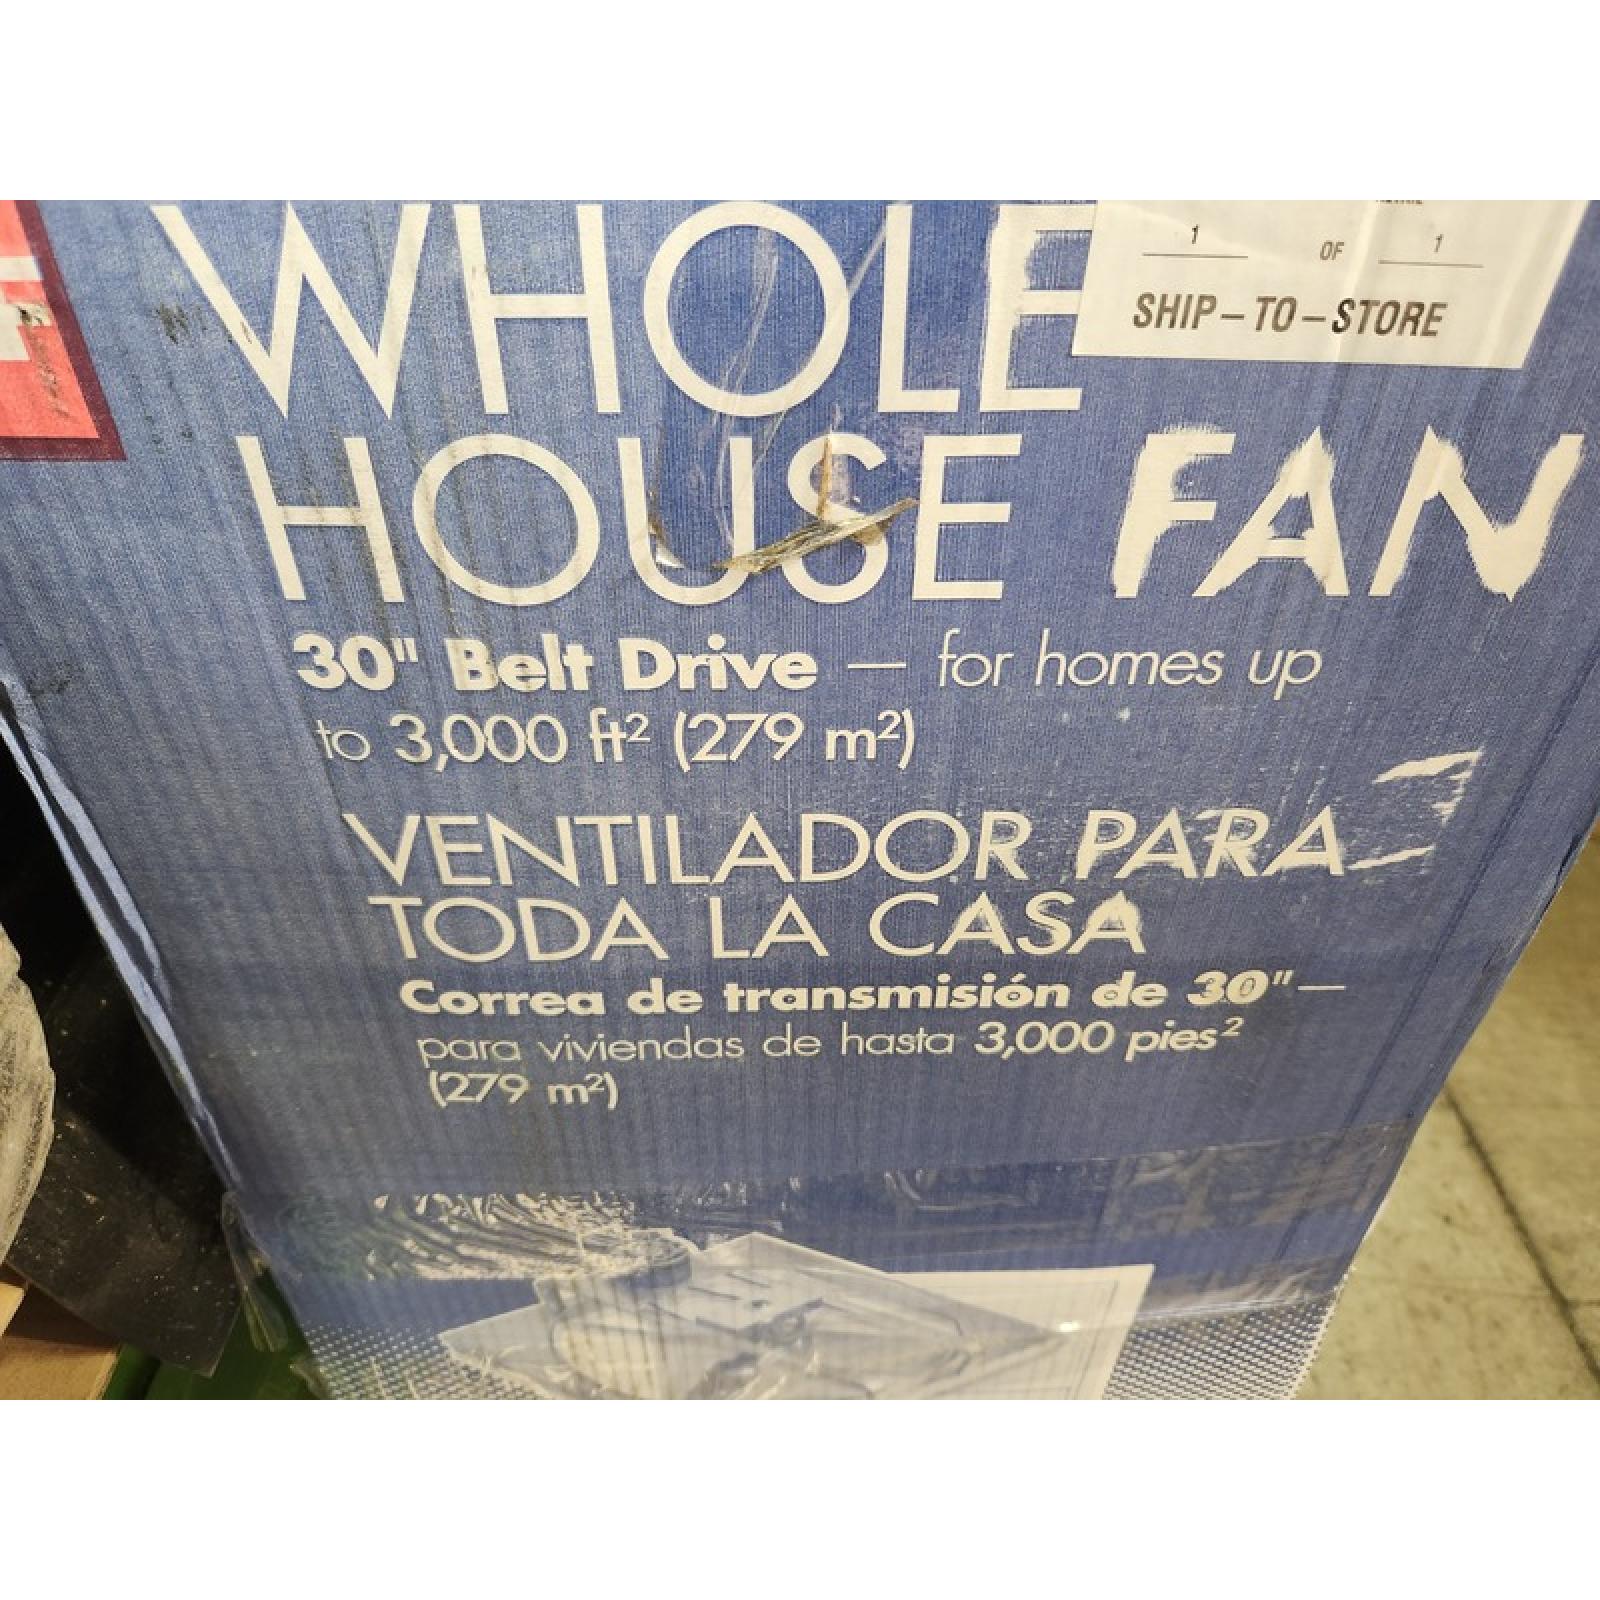 WHOLE
1 OF 1
SHIP-TO-STORE
HOUSE FAN
30" Belt Drive — for homes up
to 3,000 ft² (279 m²)
VENTILADOR PARA
TODA LA CASA
Correa de transmisión de 30"—
para viviendas de hasta 3,000 pies²
(279 m²)